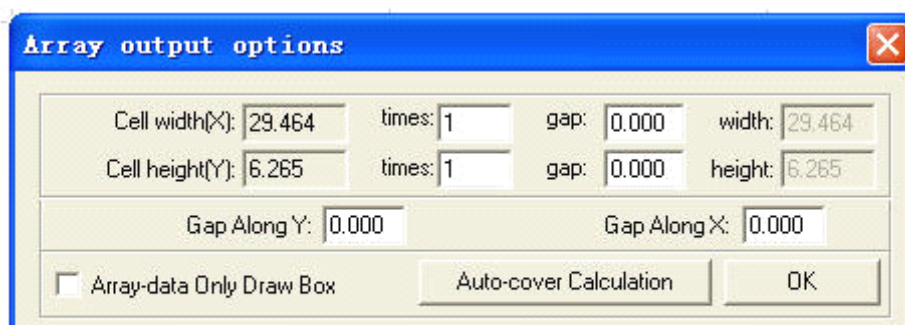 Array output options
Cell width(X): 29.464 times: 1 gap: 0.000 width: 29.464
Cell height(Y): 6.265 times: 1 gap: 0.000 height: 6.265
Gap Along Y: 0.000 Gap Along X: 0.000
Array-data Only Draw Box Auto-cover Calculation OK